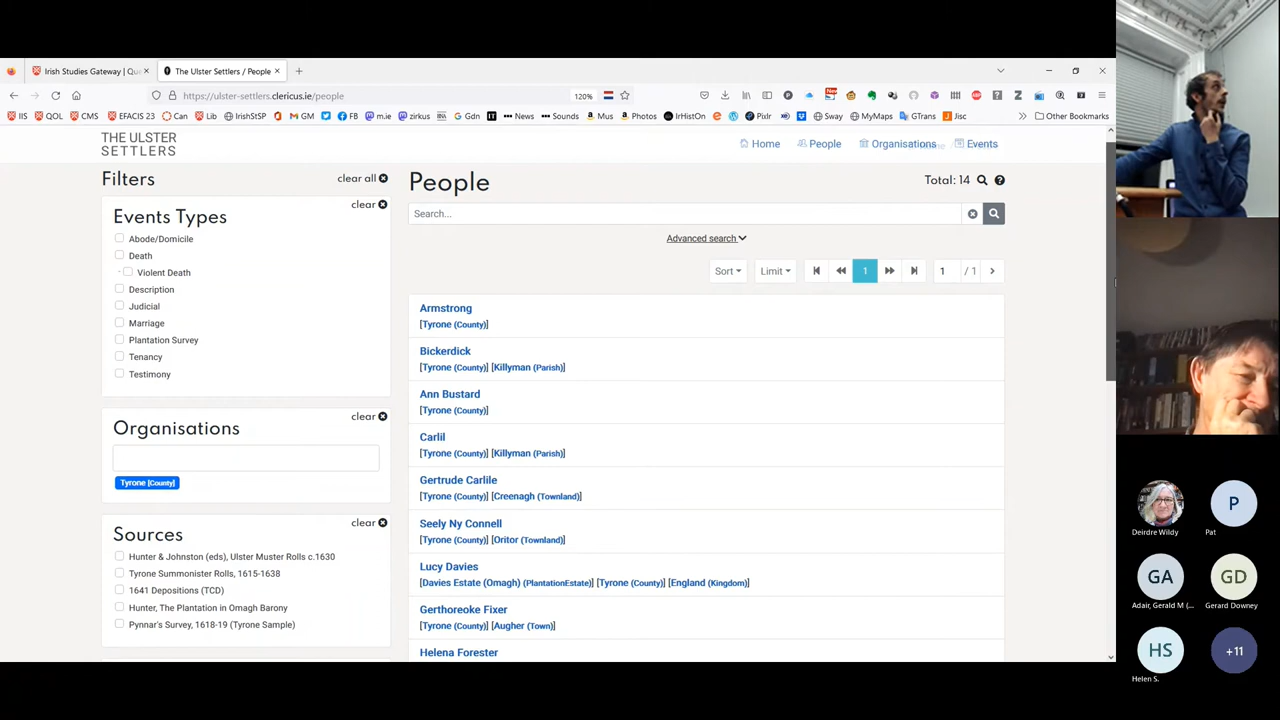 Irish Studies Gateway | Qu
The Ulster Settlers / People
https://ulster-settlers.clericus.ie/people
120%
IIS
QOL
CMS
EFACIS 23
Can
Lib
IrishStSP
GM
FB
m.ie
zirkus
Gdn
News
Sounds
Mus
Photos
IrHistOn
Pixlr
Sway
MyMaps
GTrans
Jisc
Other Bookmarks
THE ULSTER
SETTLERS
Home
People
Organisations
Events
Filters
clear all
clear
Events Types
Abode/Domicile
Death
Violent Death
Description
Judicial
Marriage
Plantation Survey
Tenancy
Testimony
clear
Organisations
Tyrone [County]
clear
Sources
Hunter & Johnston (eds), Ulster Muster Rolls c.1630
Tyrone Summonister Rolls, 1615-1638
1641 Depositions (TCD)
Hunter, The Plantation in Omagh Barony
Pynnar's Survey, 1618-19 (Tyrone Sample)
People
Total: 14
Search...
Advanced search
Sort
Limit
1
1 / 1
Armstrong
[Tyrone (County)]
Bickerdick
[Tyrone (County)] [Killyman (Parish)]
Ann Bustard
[Tyrone (County)]
Carlil
[Tyrone (County)] [Killyman (Parish)]
Gertrude Carlile
[Tyrone (County)] [Creenagh (Townland)]
Seely Ny Connell
[Tyrone (County)] [Oritor (Townland)]
Lucy Davies
[Davies Estate (Omagh) (PlantationEstate)] [Tyrone (County)] [England (Kingdom)]
Gerthoreoke Fixer
[Tyrone (County)] [Augher (Town)]
Helena Forester
Deirdre Wildy
P
Pat
GA
Adair, Gerald M (...
GD
Gerard Downey
HS
Helen S.
+11